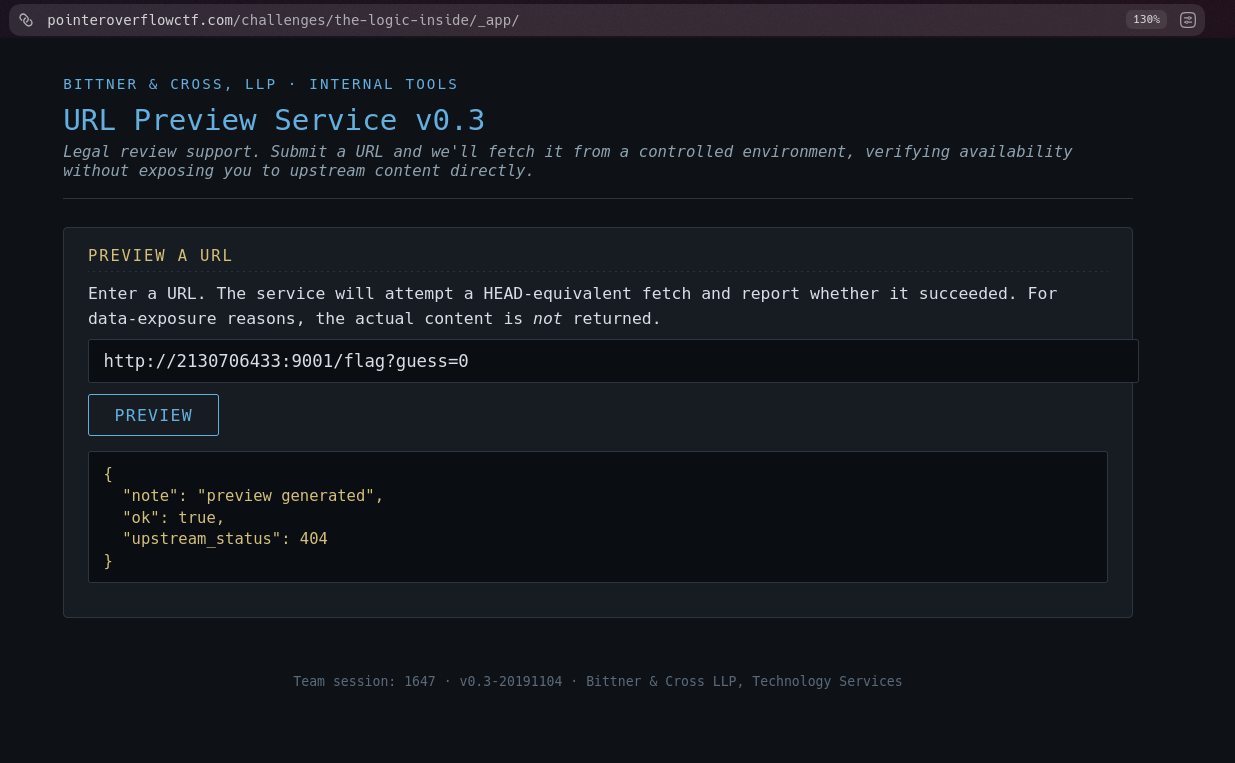 pointeroverflowctf.com/challenges/the-logic-inside/_app/
130%
BITTNER & CROSS, LLP · INTERNAL TOOLS
URL Preview Service v0.3
Legal review support. Submit a URL and we'll fetch it from a controlled environment, verifying availability
without exposing you to upstream content directly.
PREVIEW A URL
Enter a URL. The service will attempt a HEAD-equivalent fetch and report whether it succeeded. For
data-exposure reasons, the actual content is not returned.
http://2130706433:9001/flag?guess=0
PREVIEW
{
  "note": "preview generated",
  "ok": true,
  "upstream_status": 404
}
Team session: 1647 · v0.3-20191104 · Bittner & Cross LLP, Technology Services